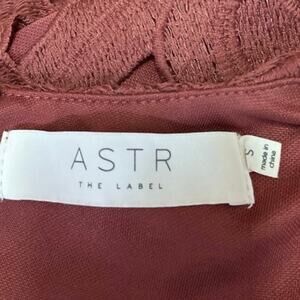 ASTR
THE LABEL
S
made in
china